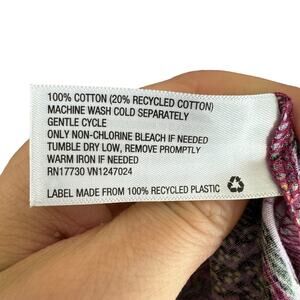 100% COTTON (20% RECYCLED COTTON)
MACHINE WASH COLD SEPARATELY
GENTLE CYCLE
ONLY NON-CHLORINE BLEACH IF NEEDED
TUMBLE DRY LOW, REMOVE PROMPTLY
WARM IRON IF NEEDED
RN17730 VN1247024
LABEL MADE FROM 100% RECYCLED PLASTIC